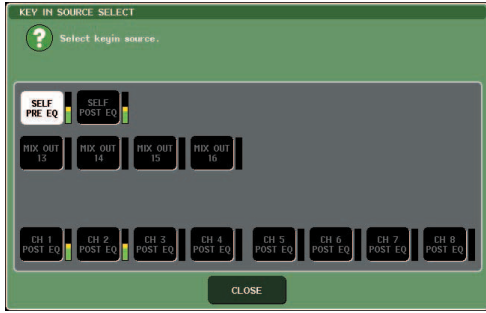 KEY IN SOURCE SELECT
?
Select keyin source.
SELF
PRE EQ
SELF
POST EQ
MIX OUT
13
MIX OUT
14
MIX OUT
15
MIX OUT
16
CH 1
POST EQ
CH 2
POST EQ
CH 3
POST EQ
CH 4
POST EQ
CH 5
POST EQ
CH 6
POST EQ
CH 7
POST EQ
CH 8
POST EQ
CLOSE